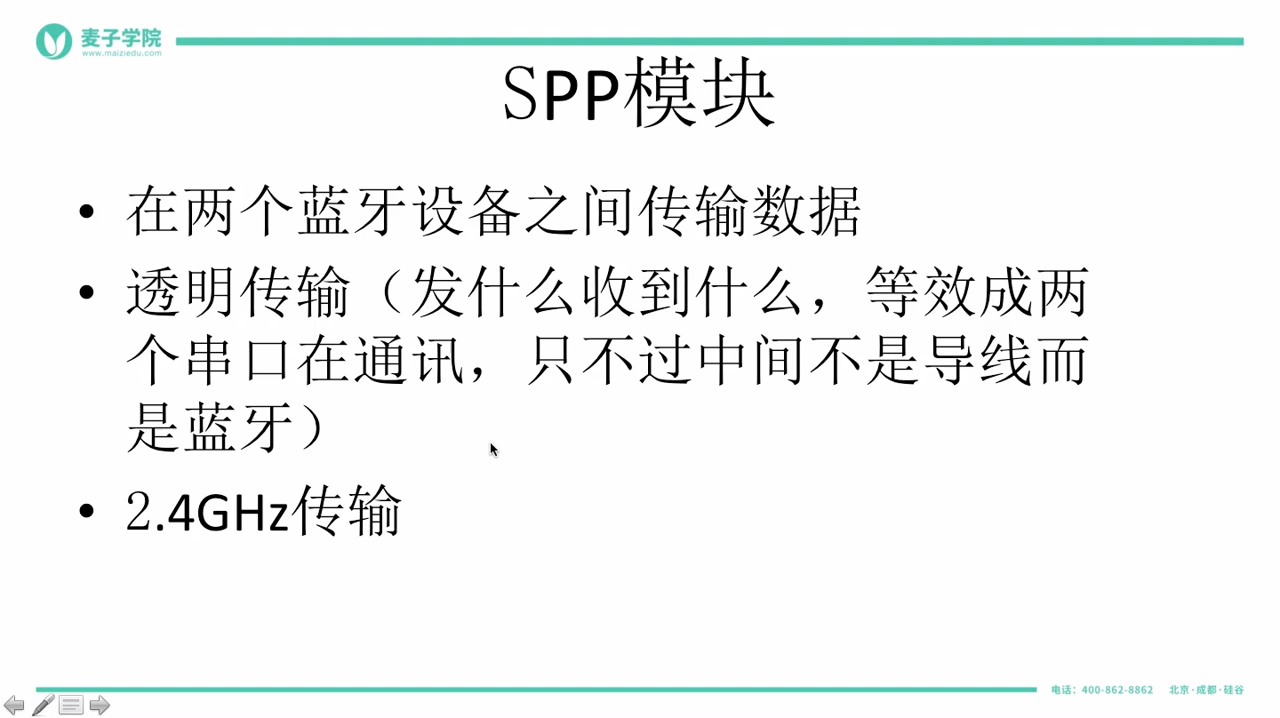 麦子学院
www.maiziedu.com
SPP模块
• 在两个蓝牙设备之间传输数据
• 透明传输（发什么收到什么，等效成两
个串口在通讯，只不过中间不是导线而
是蓝牙）
• 2.4GHz传输
电话：400-862-8862 北京·成都·硅谷